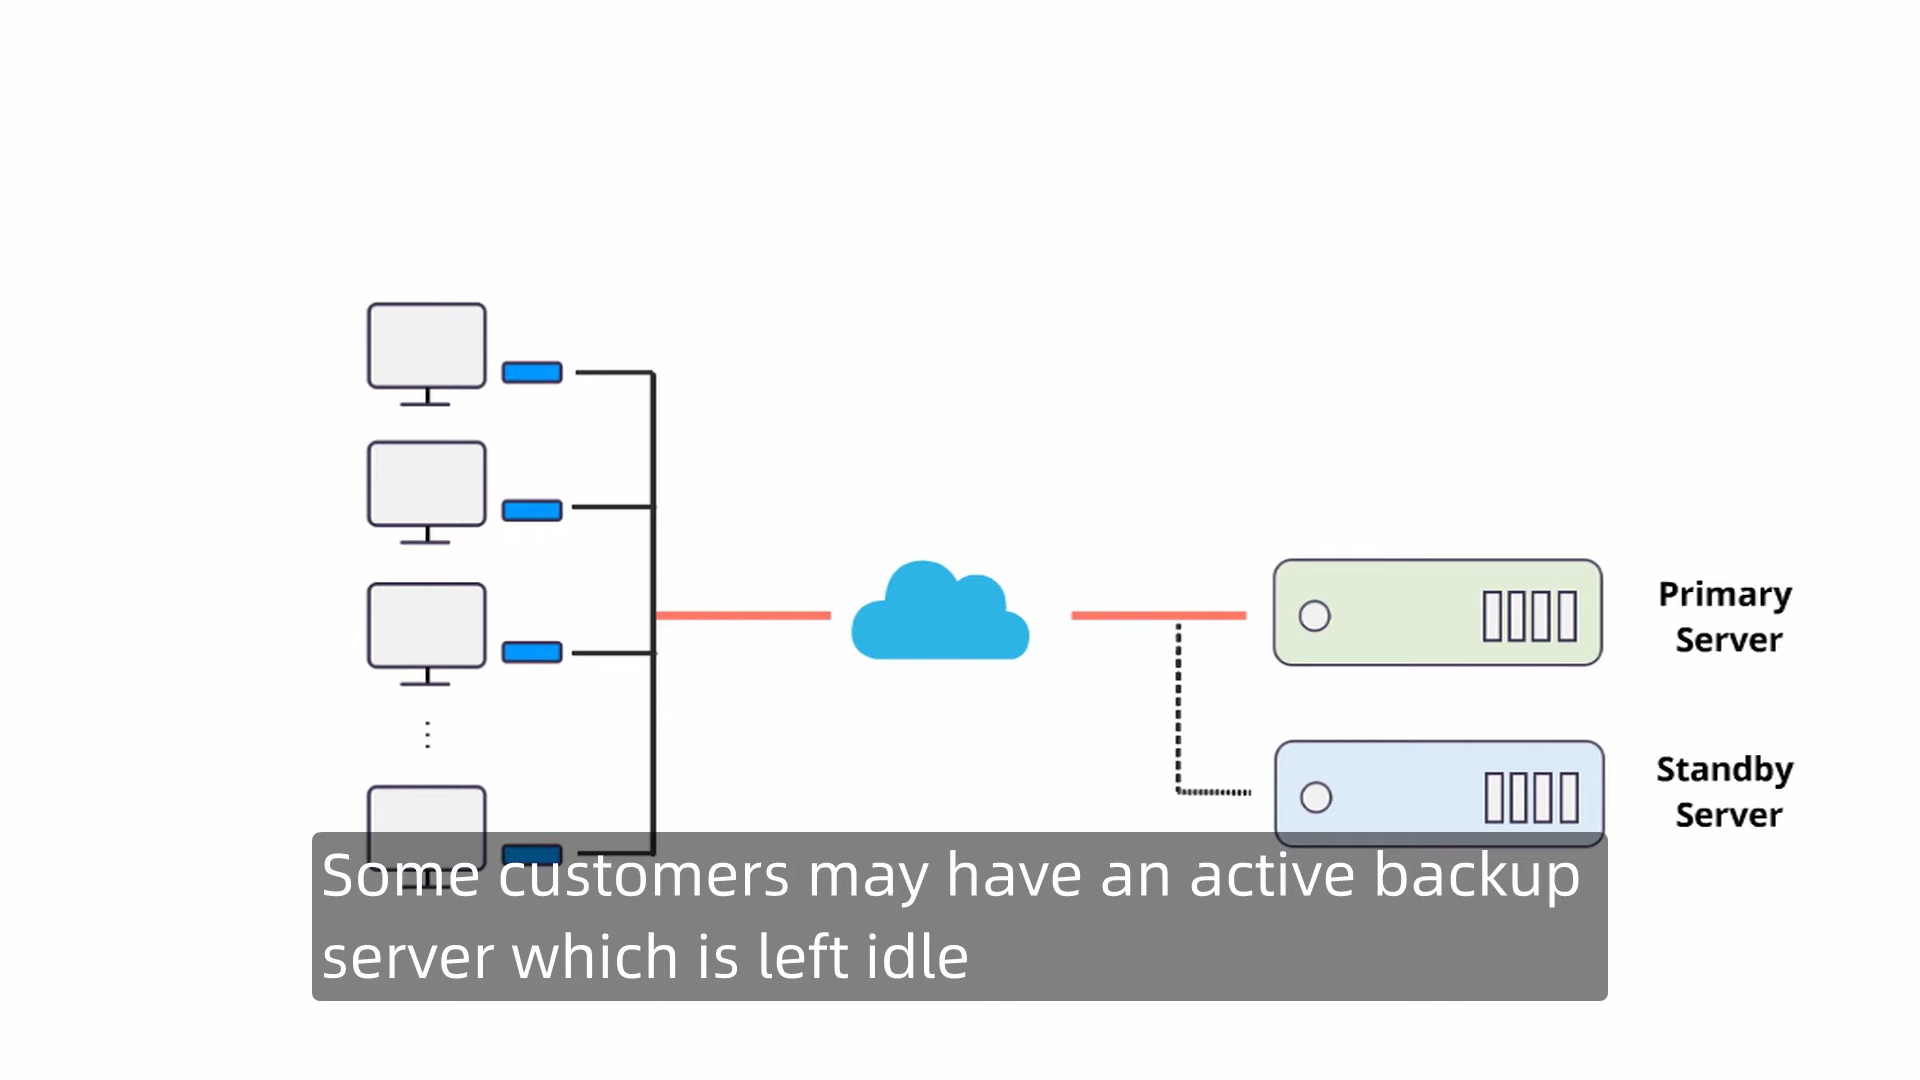 Primary
Server
Standby
Server
Some customers may have an active backup
server which is left idle